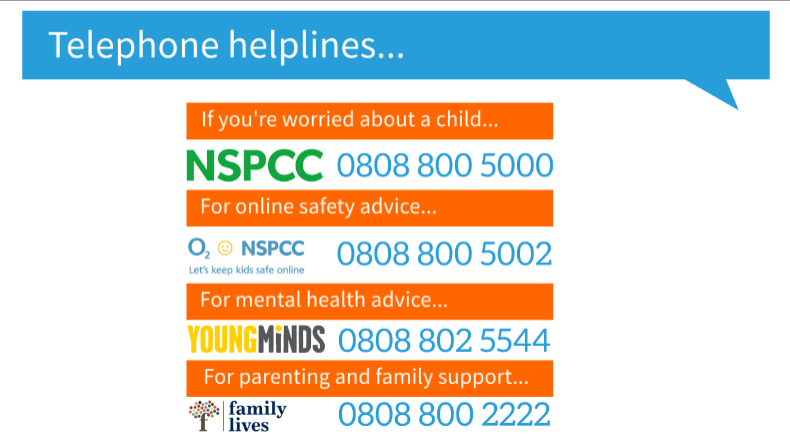 Telephone helplines...
If you're worried about a child...
NSPCC 0808 800 5000
For online safety advice...
O2 NSPCC 0808 800 5002
Let's keep kids safe online
For mental health advice...
YOUNGMiNDS 0808 802 5544
For parenting and family support...
family lives 0808 800 2222